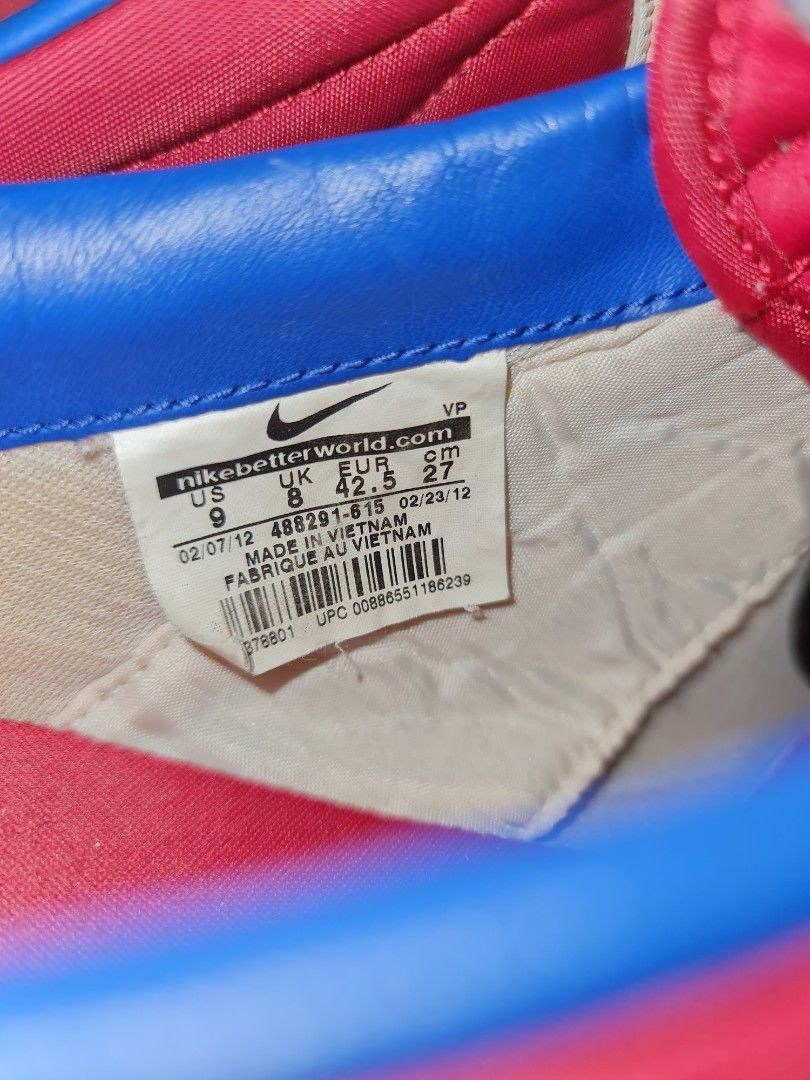 VP
nikebetterworld.com
US UK EUR cm
9 8 42.5 27
02/07/12 488291-615 02/23/12
MADE IN VIETNAM
FABRIQUE AU VIETNAM
UPC 00886551186239
378801